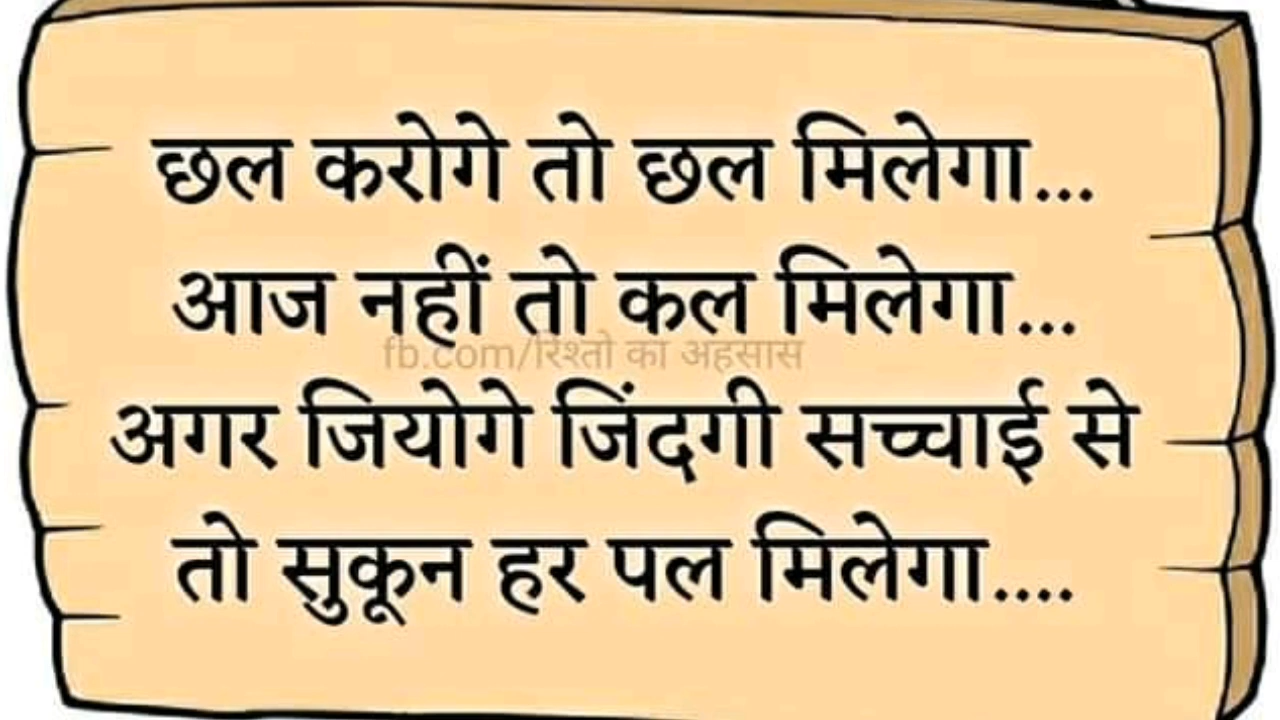 छल करोगे तो छल मिलेगा...
आज नहीं तो कल मिलेगा...
fb.com/रिश्तो का अहसास
अगर जियोगे जिंदगी सच्चाई से
तो सुकून हर पल मिलेगा....